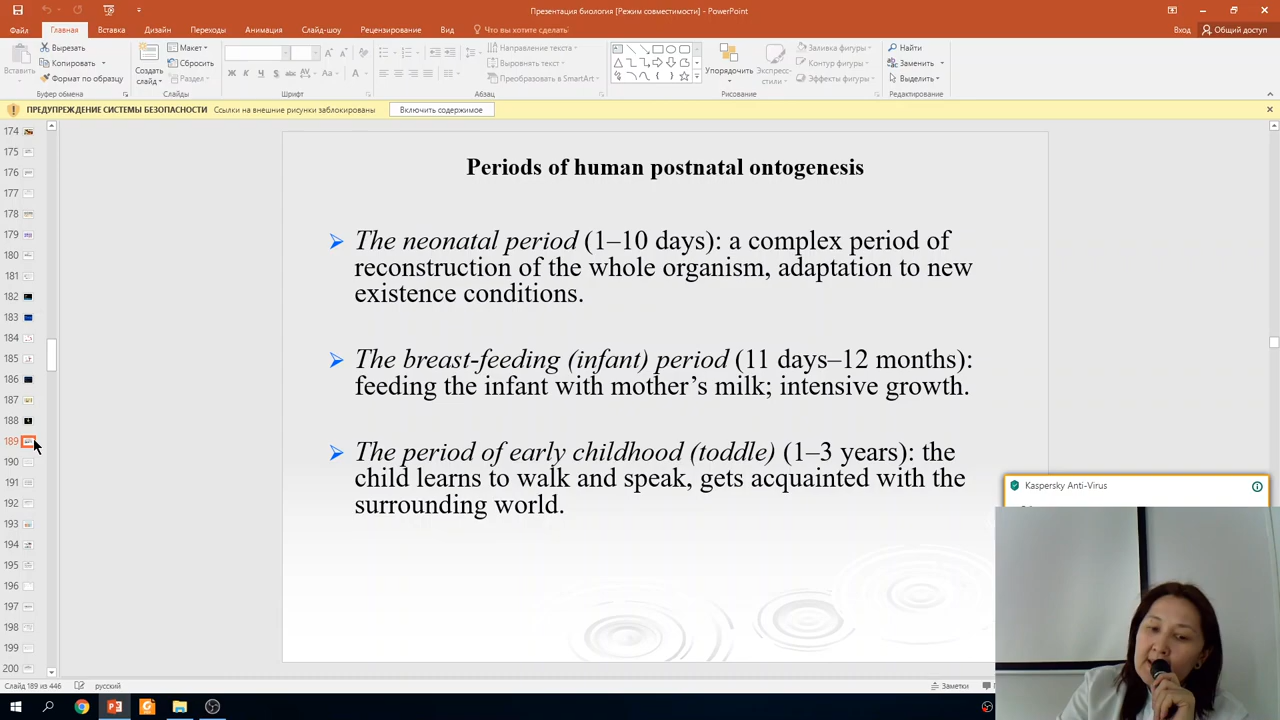 Презентация биология [Режим совместимости] - PowerPoint
Файл Главная Вставка Дизайн Переходы Анимация Слайд-шоу Рецензирование Вид Что вы хотите сделать? Вход Общий доступ
Вставить Вырезать Копировать Формат по образцу
Буфер обмена
Создать слайд Макет Сбросить Раздел
Слайды
Ж К Ч S abc AV Aa A
Шрифт
Направление текста
Выровнять текст
Преобразовать в SmartArt
Абзац
Упорядочить Экспресс-стили Заливка фигуры Контур фигуры Эффекты фигуры
Рисование
Найти
Заменить
Выделить
Редактирование
ПРЕДУПРЕЖДЕНИЕ СИСТЕМЫ БЕЗОПАСНОСТИ Ссылки на внешние рисунки заблокированы Включить содержимое
174
175
176
177
178
179
180
181
182
183
184
185
186
187
188
189
190
191
192
193
194
195
196
197
198
199
200
Periods of human postnatal ontogenesis
The neonatal period (1–10 days): a complex period of
reconstruction of the whole organism, adaptation to new
existence conditions.
The breast-feeding (infant) period (11 days–12 months):
feeding the infant with mother’s milk; intensive growth.
The period of early childhood (toddle) (1–3 years): the
child learns to walk and speak, gets acquainted with the
surrounding world.
Kaspersky Anti-Virus
Слайд 189 из 446 русский Заметки